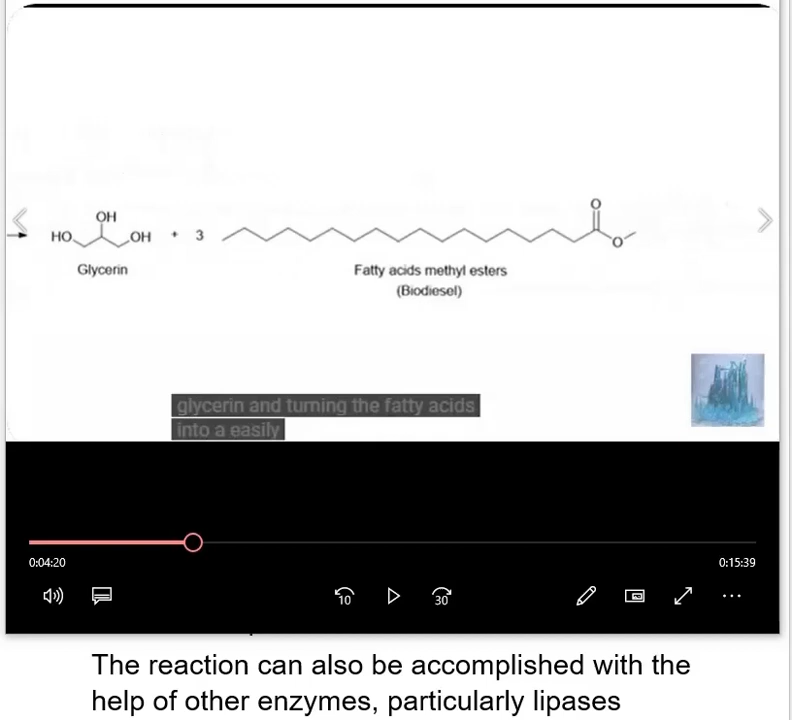 OH
HO
OH
+ 3
O
O
Glycerin
Fatty acids methyl esters
(Biodiesel)
glycerin and turning the fatty acids
into a easily
0:04:20
0:15:39
10
30
The reaction can also be accomplished with the
help of other enzymes, particularly lipases